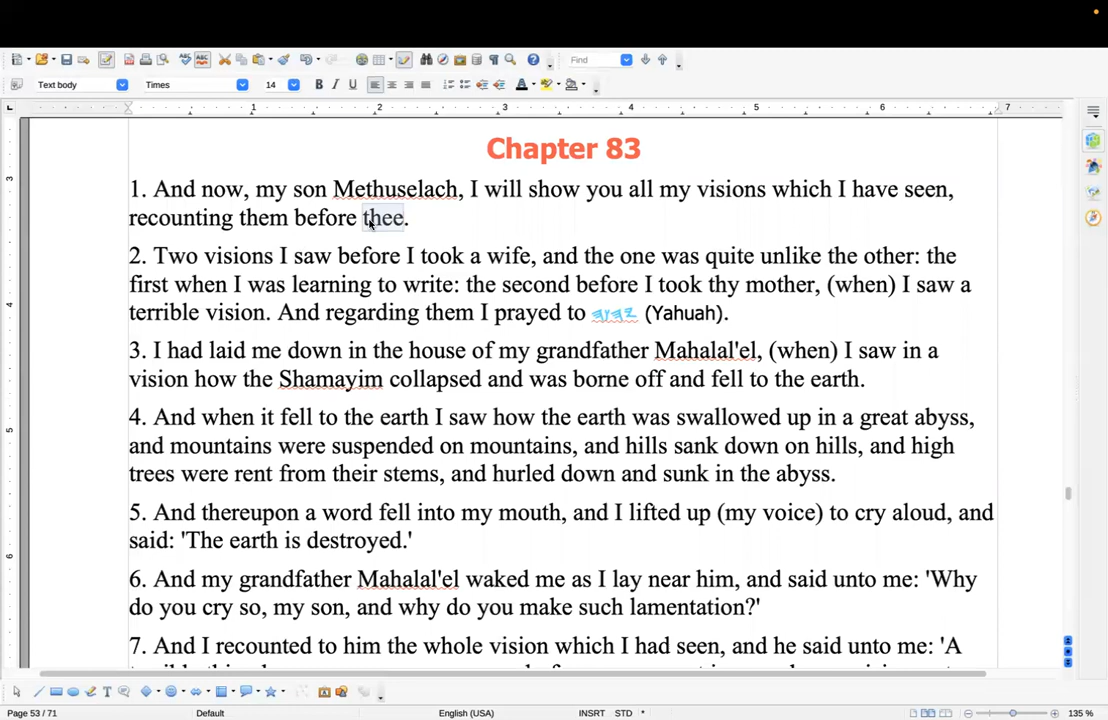 Find
Text body
Times
14
1 2 3 4 5 6 7
Chapter 83
1. And now, my son Methuselach, I will show you all my visions which I have seen,
recounting them before thee.
2. Two visions I saw before I took a wife, and the one was quite unlike the other: the
first when I was learning to write: the second before I took thy mother, (when) I saw a
terrible vision. And regarding them I prayed to 𐤉𐤄𐤅𐤄 (Yahuah).
3. I had laid me down in the house of my grandfather Mahalal'el, (when) I saw in a
vision how the Shamayim collapsed and was borne off and fell to the earth.
4. And when it fell to the earth I saw how the earth was swallowed up in a great abyss,
and mountains were suspended on mountains, and hills sank down on hills, and high
trees were rent from their stems, and hurled down and sunk in the abyss.
5. And thereupon a word fell into my mouth, and I lifted up (my voice) to cry aloud, and
said: 'The earth is destroyed.'
6. And my grandfather Mahalal'el waked me as I lay near him, and said unto me: 'Why
do you cry so, my son, and why do you make such lamentation?'
7. And I recounted to him the whole vision which I had seen, and he said unto me: 'A
Page 53 / 71
Default
English (USA)
INSRT
STD
135 %